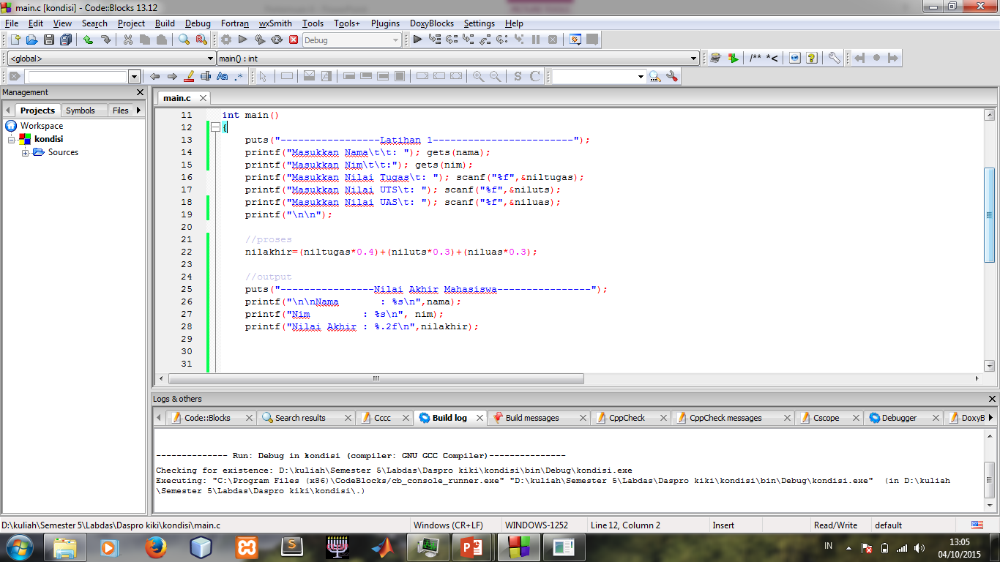 main.c [kondisi] - Code::Blocks 13.12
File Edit View Search Project Build Debug Fortran wxSmith Tools Tools+ Plugins DoxyBlocks Settings Help
Debug
<global> main() : int
/** *<
Aa .*
S C
Management
Projects Symbols Files
Workspace
kondisi
Sources
main.c
11 int main()
12 {
13 puts("-----------------Latihan 1------------------------");
14 printf("Masukkan Nama\t\t: "); gets(nama);
15 printf("Masukkan Nim\t\t:"); gets(nim);
16 printf("Masukkan Nilai Tugas\t: "); scanf("%f",&niltugas);
17 printf("Masukkan Nilai UTS\t: "); scanf("%f",&niluts);
18 printf("Masukkan Nilai UAS\t: "); scanf("%f",&niluas);
19 printf("\n\n");
20
21 //proses
22 nilakhir=(niltugas*0.4)+(niluts*0.3)+(niluas*0.3);
23
24 //output
25 puts("----------------Nilai Akhir Mahasiswa----------------");
26 printf("\n\nNama       : %s\n",nama);
27 printf("Nim         : %s\n", nim);
28 printf("Nilai Akhir : %.2f\n",nilakhir);
29
30
31
Logs & others
Code::Blocks Search results Cccc Build log Build messages CppCheck CppCheck messages Cscope Debugger DoxyB
-------------- Run: Debug in kondisi (compiler: GNU GCC Compiler)---------------
Checking for existence: D:\kuliah\Semester 5\Labdas\Daspro kiki\kondisi\bin\Debug\kondisi.exe
Executing: "C:\Program Files (x86)\CodeBlocks/cb_console_runner.exe" "D:\kuliah\Semester 5\Labdas\Daspro kiki\kondisi\bin\Debug\kondisi.exe"  (in D:\kuliah
\Semester 5\Labdas\Daspro kiki\kondisi\.)
D:\kuliah\Semester 5\Labdas\Daspro kiki\kondisi\main.c Windows (CR+LF) WINDOWS-1252 Line 12, Column 2 Insert Read/Write default
IN
13:05
04/10/2015